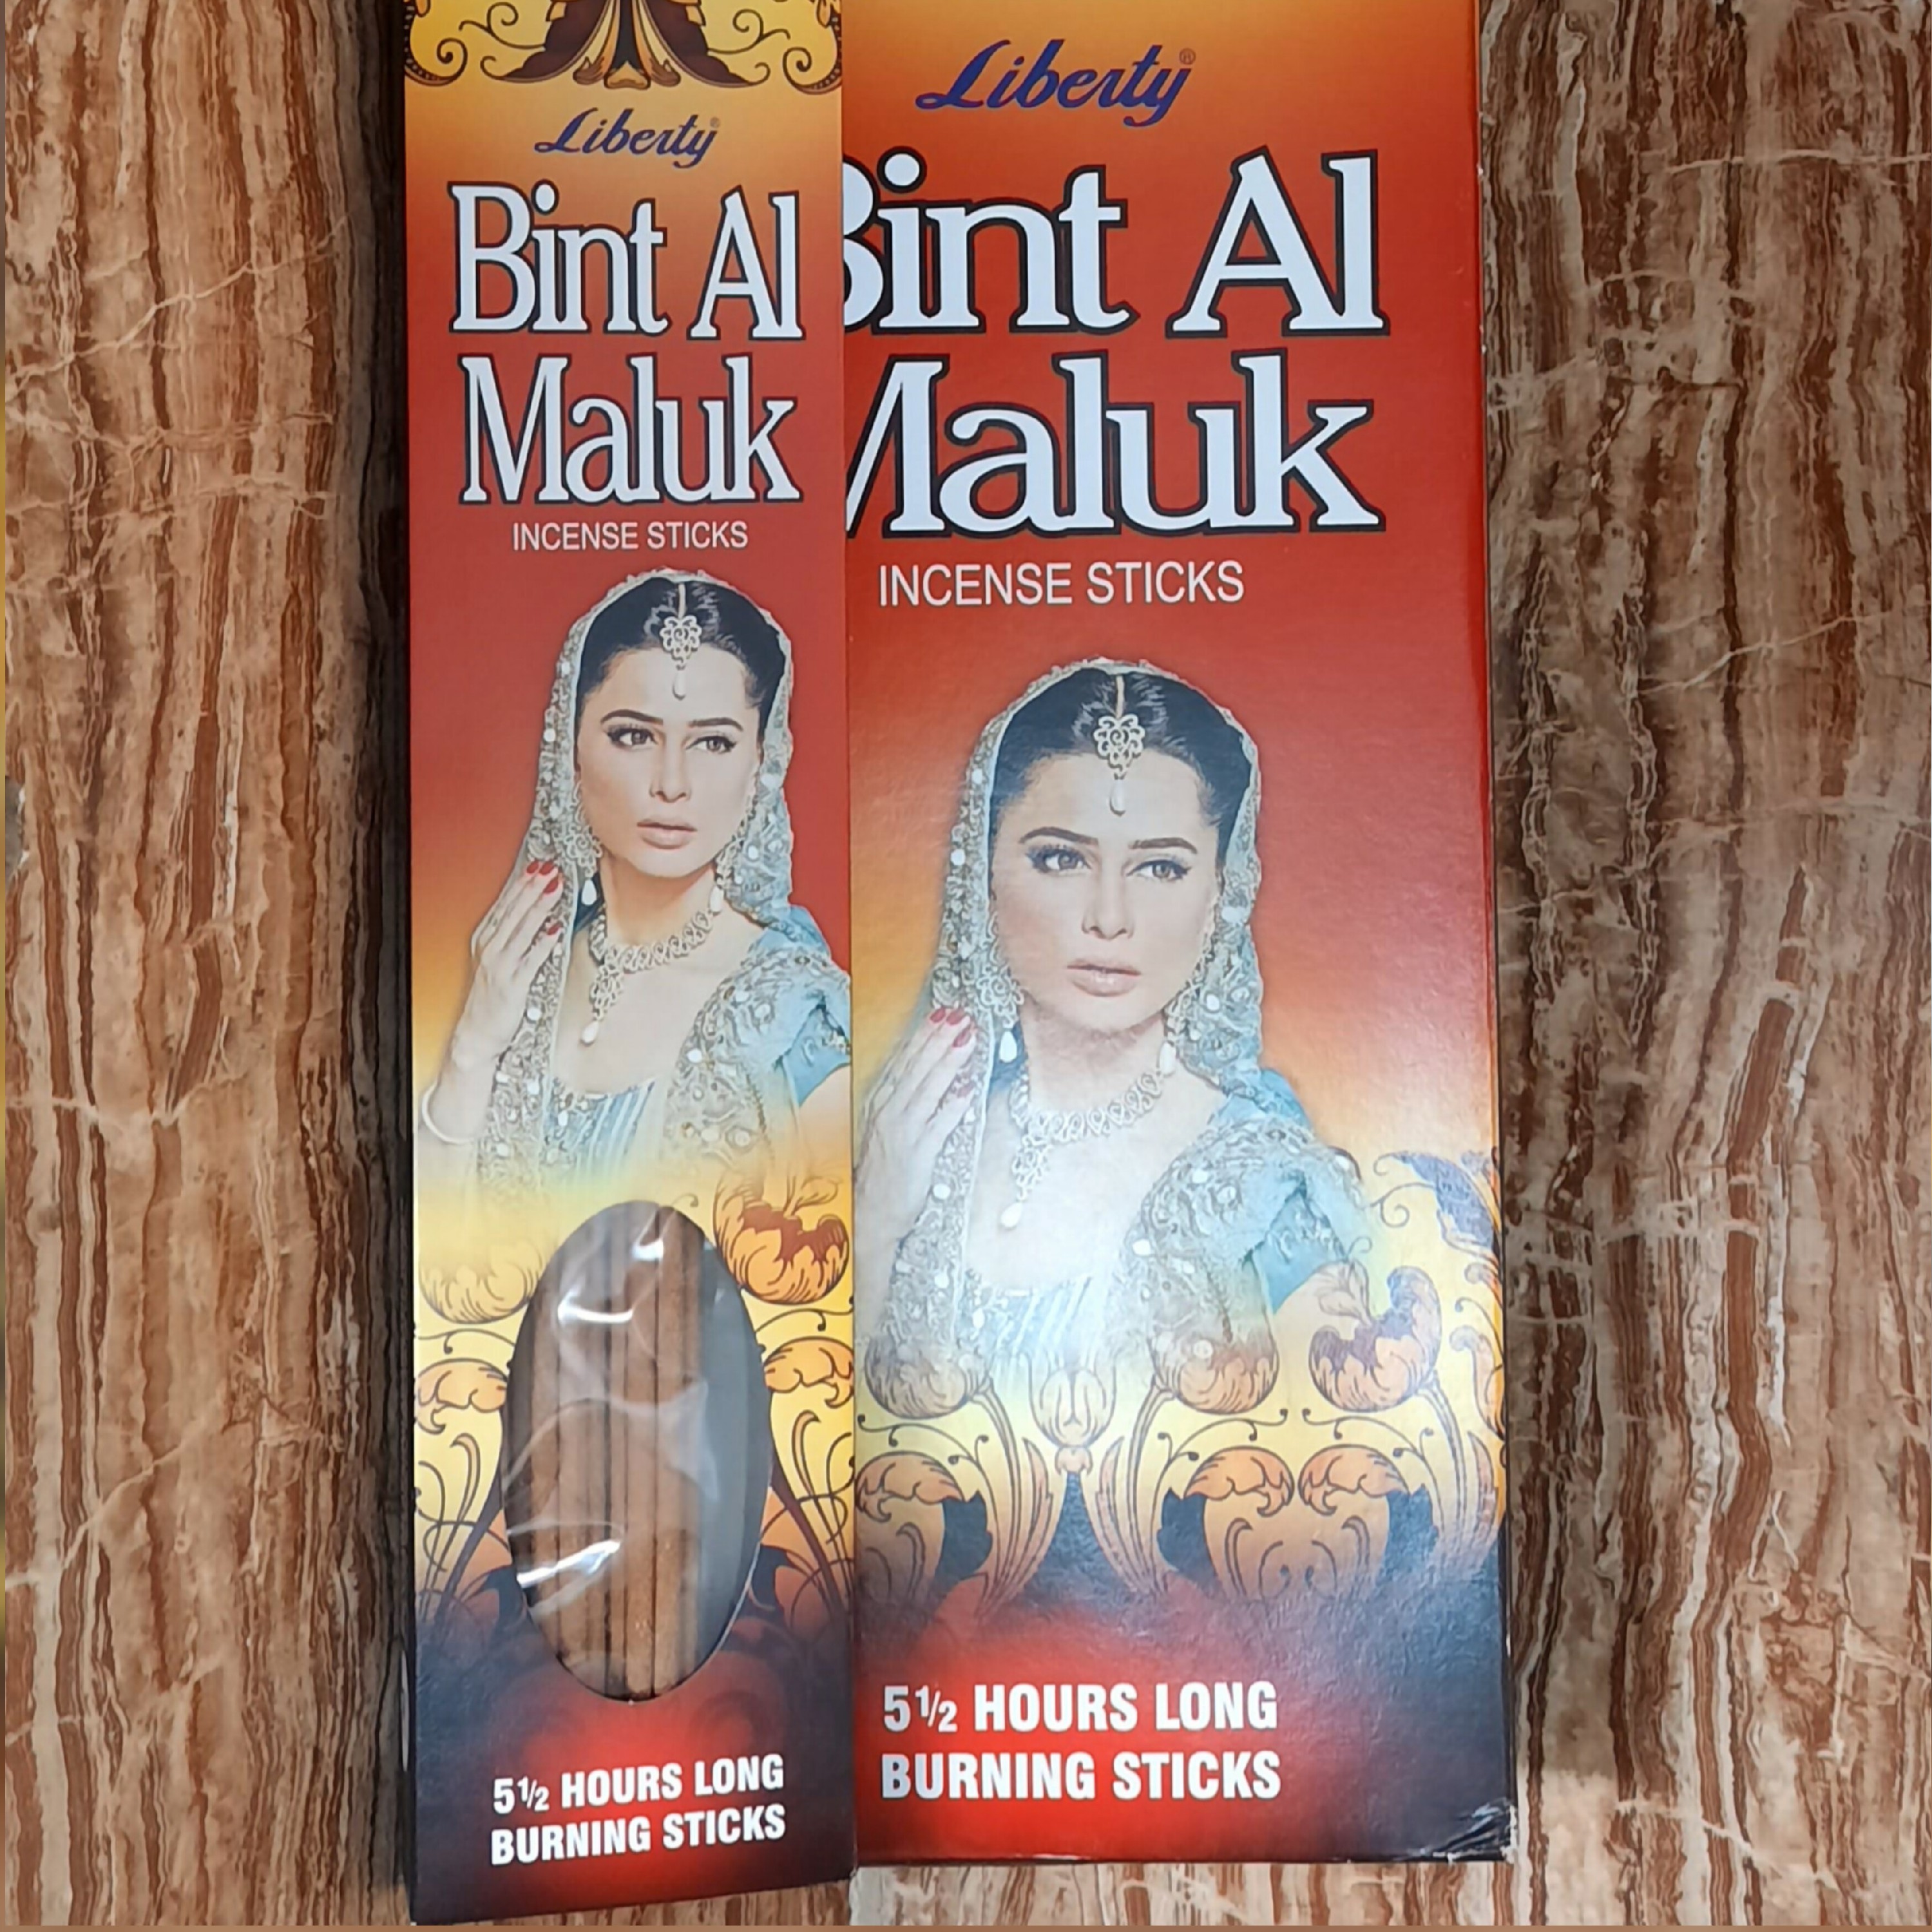 Liberty®
Bint Al
Maluk
INCENSE STICKS
5½ HOURS LONG
BURNING STICKS
Liberty®
Bint Al
Maluk
INCENSE STICKS
5½ HOURS LONG
BURNING STICKS